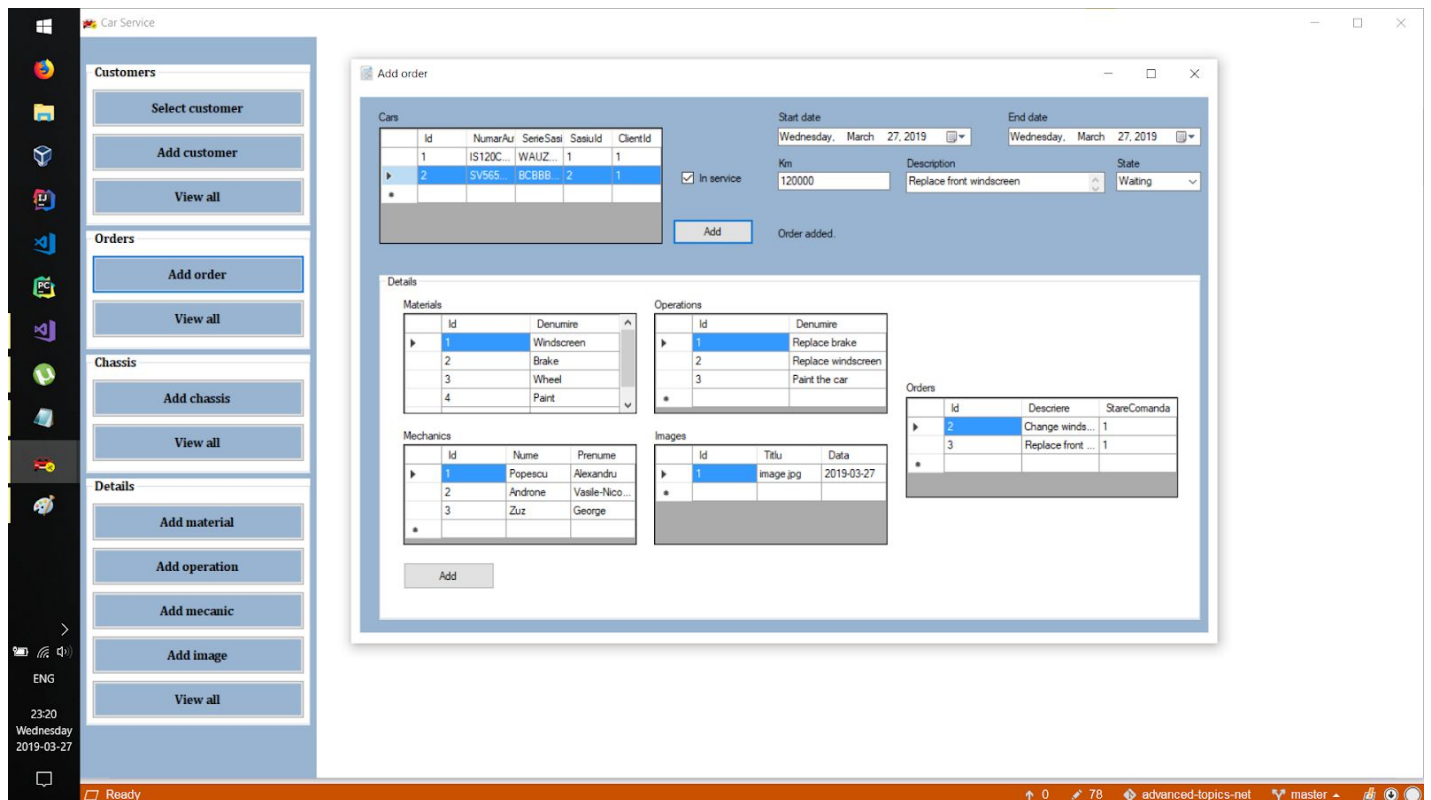 Car Service
Customers
Select customer
Add customer
View all
Orders
Add order
View all
Chassis
Add chassis
View all
Details
Add material
Add operation
Add mecanic
Add image
View all
ENG
23:20
Wednesday
2019-03-27
Add order
Cars
Id NumarAu SerieSasi SasiuId ClientId
1 IS120C... WAUZ... 1 1
2 SV565... BCBBB... 2 1
In service
Add
Start date End date
Wednesday, March 27, 2019 Wednesday, March 27, 2019
Km Description State
120000 Replace front windscreen Waiting
Order added.
Details
Materials
Id Denumire
1 Windscreen
2 Brake
3 Wheel
4 Paint
Operations
Id Denumire
1 Replace brake
2 Replace windscreen
3 Paint the car
Mechanics
Id Nume Prenume
1 Popescu Alexandru
2 Androne Vasile-Nico...
3 Zuz George
Images
Id Titlu Data
1 image.jpg 2019-03-27
Orders
Id Descriere StareComanda
2 Change winds... 1
3 Replace front ... 1
Add
Ready 0 78 advanced-topics-net master